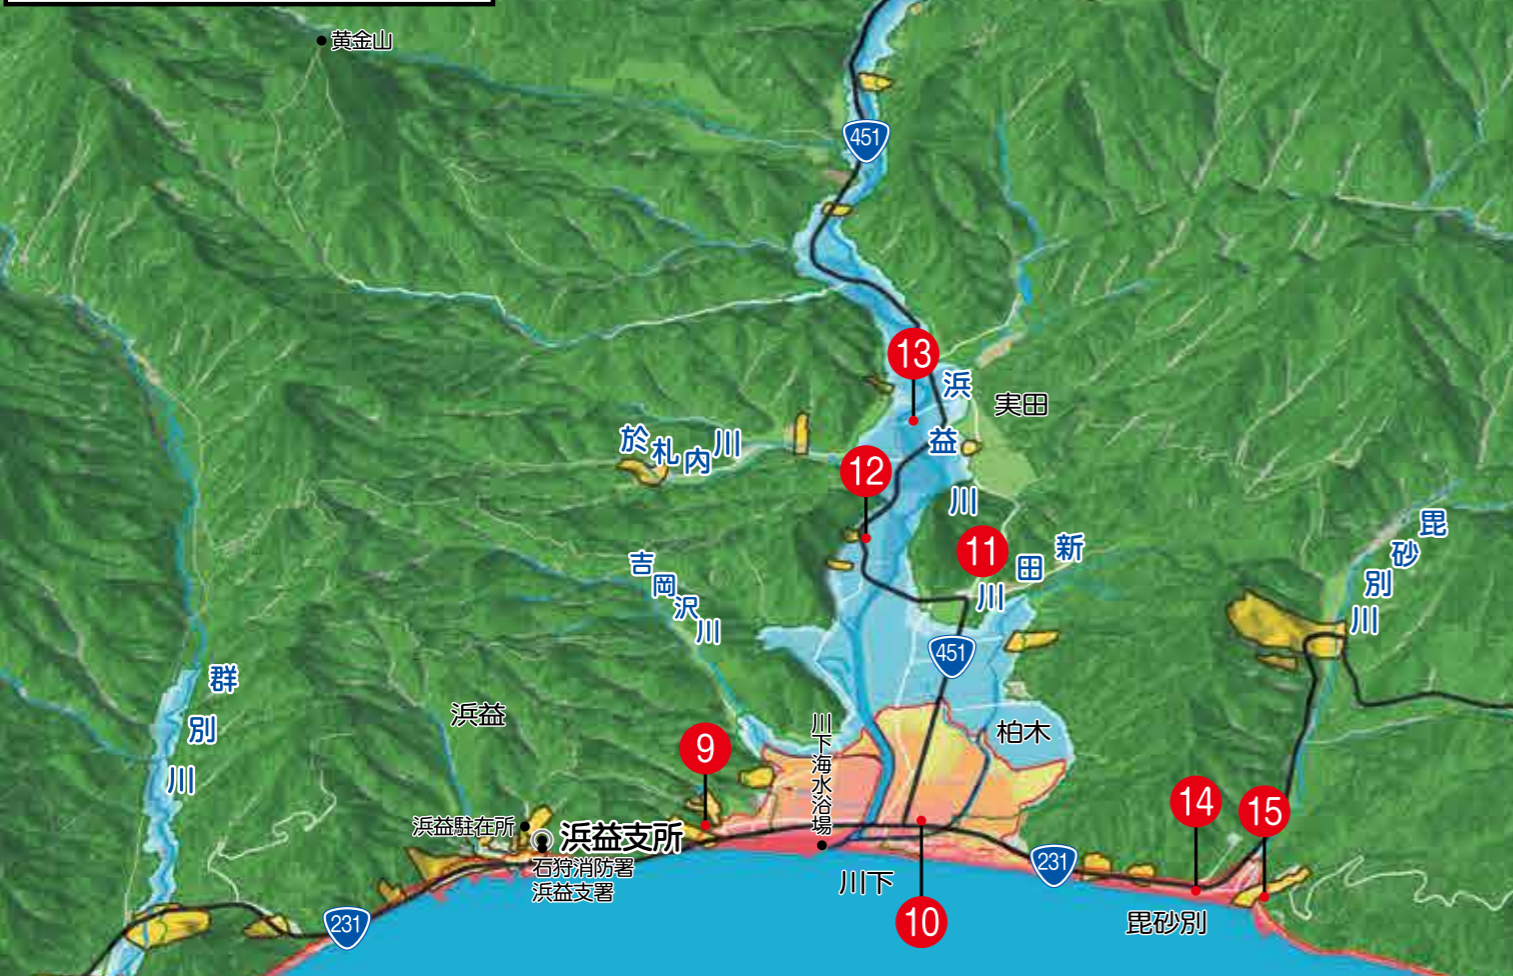 黄金山
451
13
浜益川
実田
於札内川
12
11
新田川
毘砂別川
吉岡沢川
451
群別川
浜益
9
川下海水浴場
柏木
14
15
浜益駐在所
浜益支所
石狩消防署
浜益支署
川下
231
231
10
毘砂別